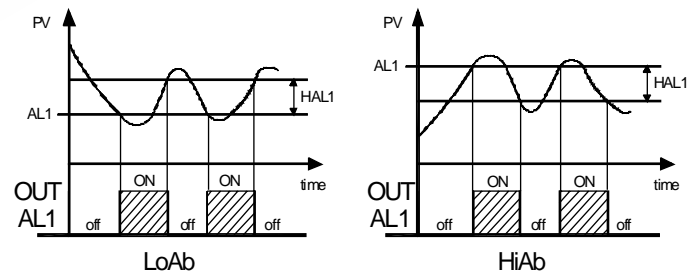 PV
HAL1
AL1
time
OUT
AL1
off
ON
off
ON
off
LoAb
PV
AL1
HAL1
time
OUT
AL1
off
ON
off
ON
off
HiAb